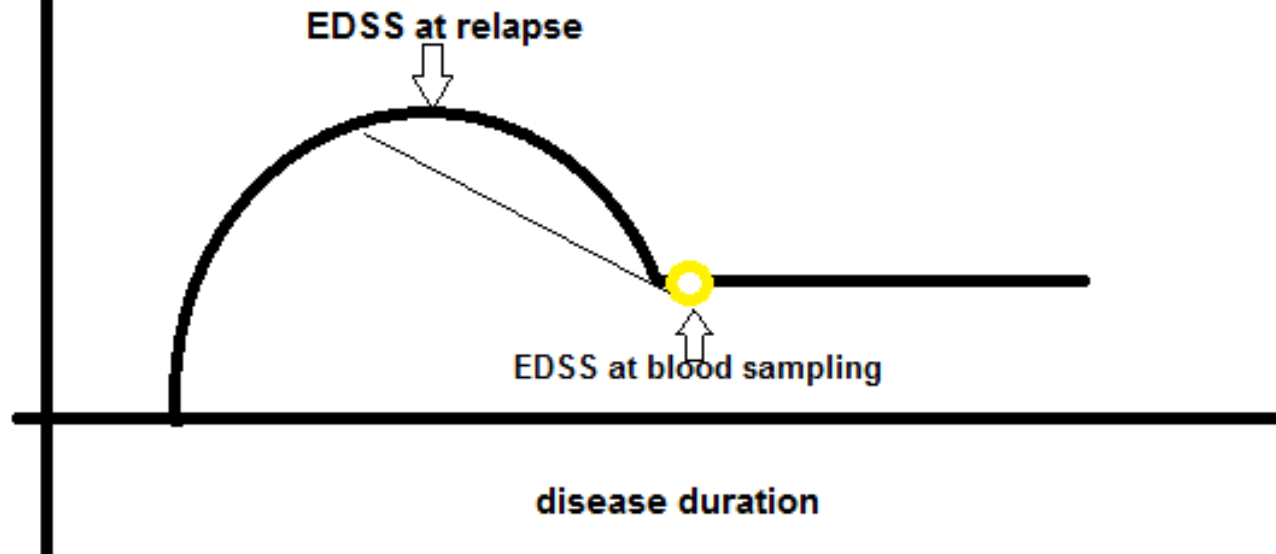 EDSS at relapse
EDSS at blood sampling
disease duration